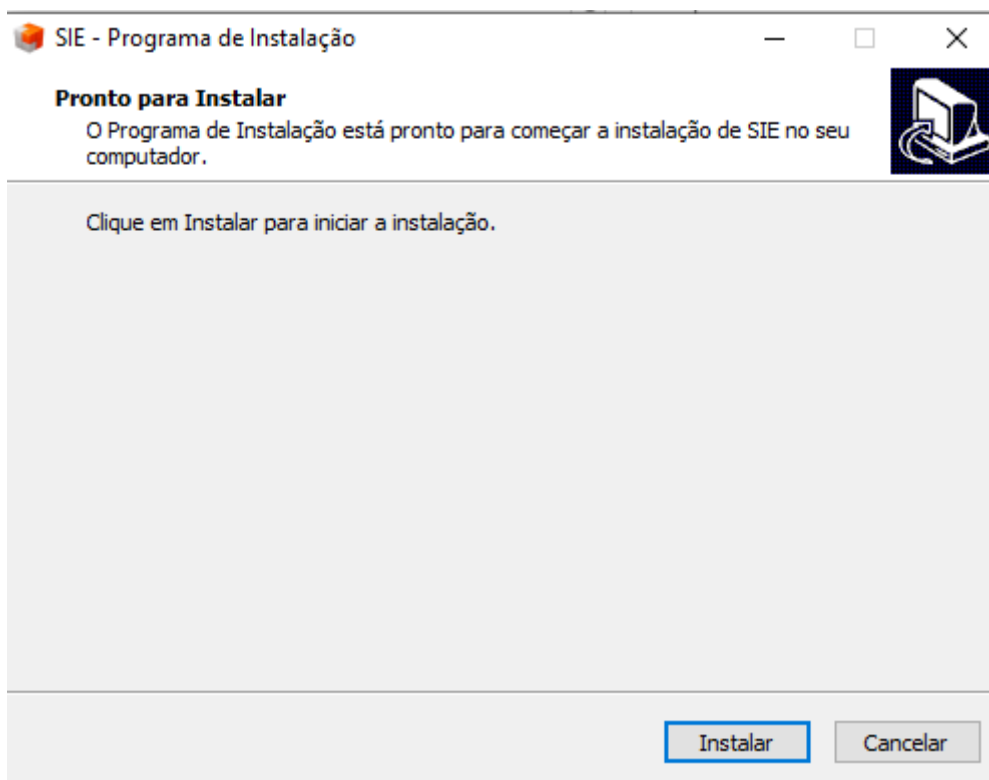 SIE - Programa de Instalação
Pronto para Instalar
O Programa de Instalação está pronto para começar a instalação de SIE no seu
computador.
Clique em Instalar para iniciar a instalação.
Instalar
Cancelar